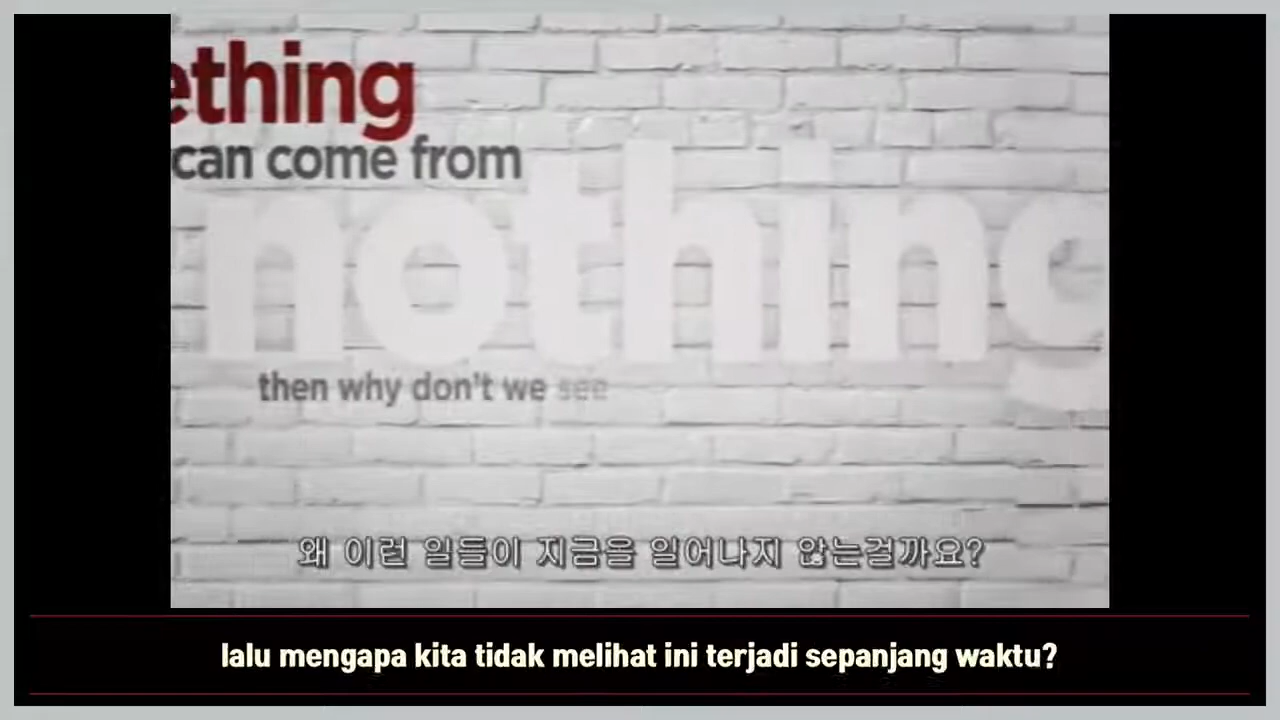 ething
can come from
nothing
then why don't we see
왜 이런 일들이 지금을 일어나지 않는걸까요?
lalu mengapa kita tidak melihat ini terjadi sepanjang waktu?